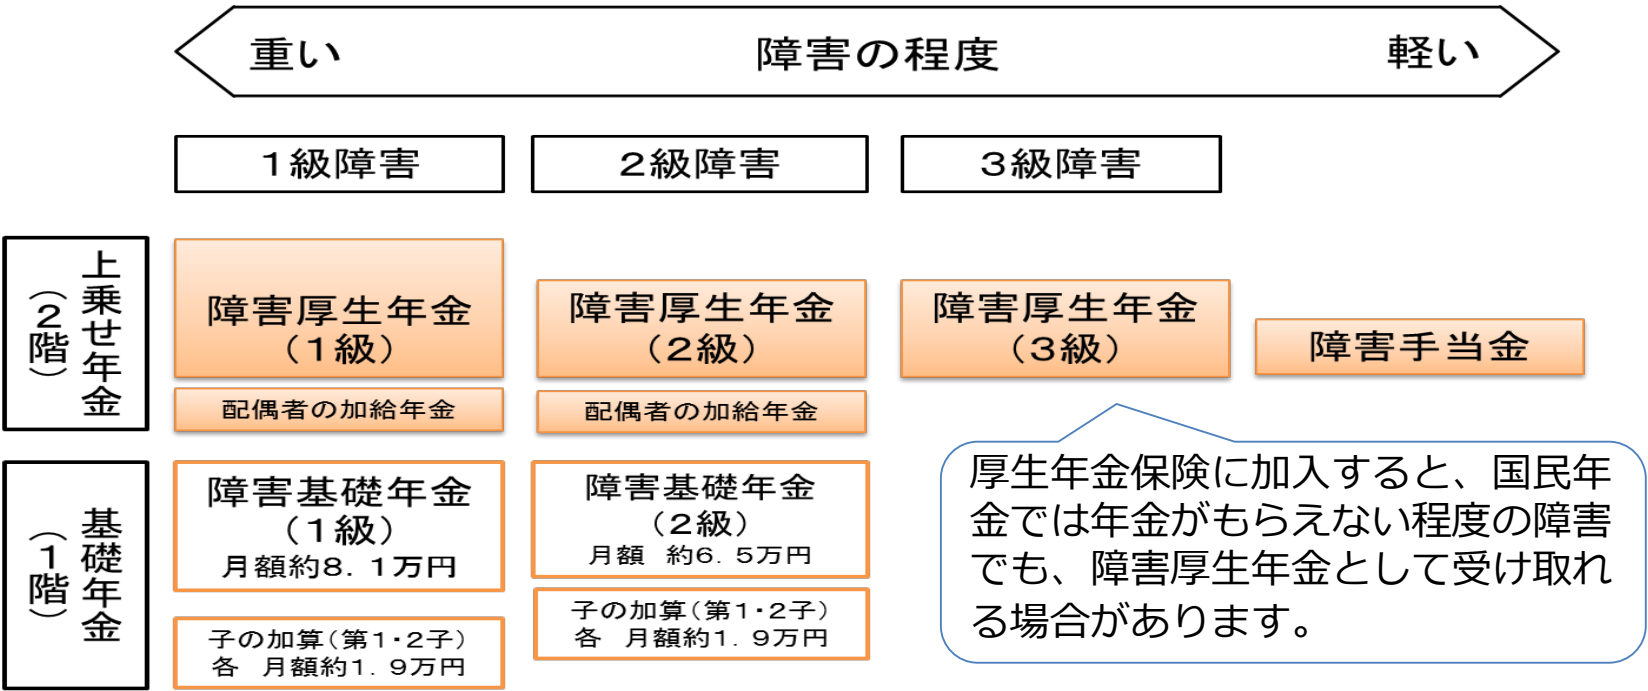 重い 障害の程度 軽い
1級障害 2級障害 3級障害
上乗せ年金
（2階）
障害厚生年金
（1級）
障害厚生年金
（2級）
障害厚生年金
（3級）
障害手当金
配偶者の加給年金
配偶者の加給年金
基礎年金
（1階）
障害基礎年金
（1級）
月額約8．1万円
障害基礎年金
（2級）
月額　約6．5万円
子の加算（第1・2子）
各　月額約1．9万円
子の加算（第1・2子）
各　月額約1．9万円
厚生年金保険に加入すると、国民年
金では年金がもらえない程度の障害
でも、障害厚生年金として受け取れ
る場合があります。